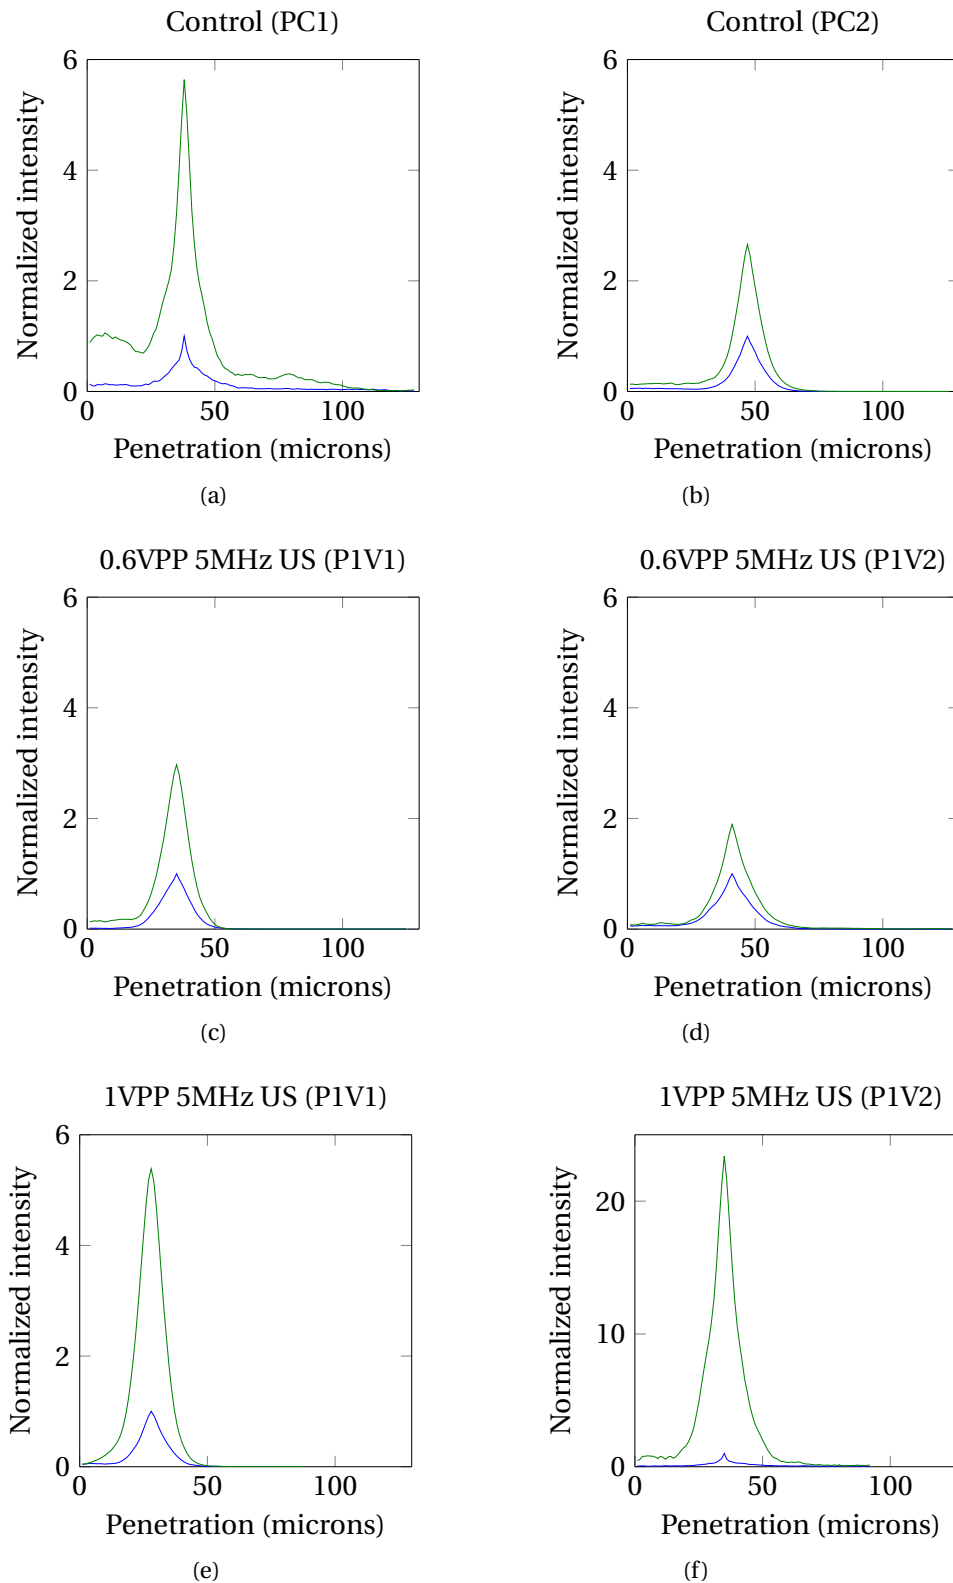 Control (PC1)
Normalized intensity
6
4
2
0
0 50 100
Penetration (microns)
(a)
Control (PC2)
Normalized intensity
6
4
2
0
0 50 100
Penetration (microns)
(b)
0.6VPP 5MHz US (P1V1)
Normalized intensity
6
4
2
0
0 50 100
Penetration (microns)
(c)
0.6VPP 5MHz US (P1V2)
Normalized intensity
6
4
2
0
0 50 100
Penetration (microns)
(d)
1VPP 5MHz US (P1V1)
Normalized intensity
6
4
2
0
0 50 100
Penetration (microns)
(e)
1VPP 5MHz US (P1V2)
Normalized intensity
20
10
0
0 50 100
Penetration (microns)
(f)